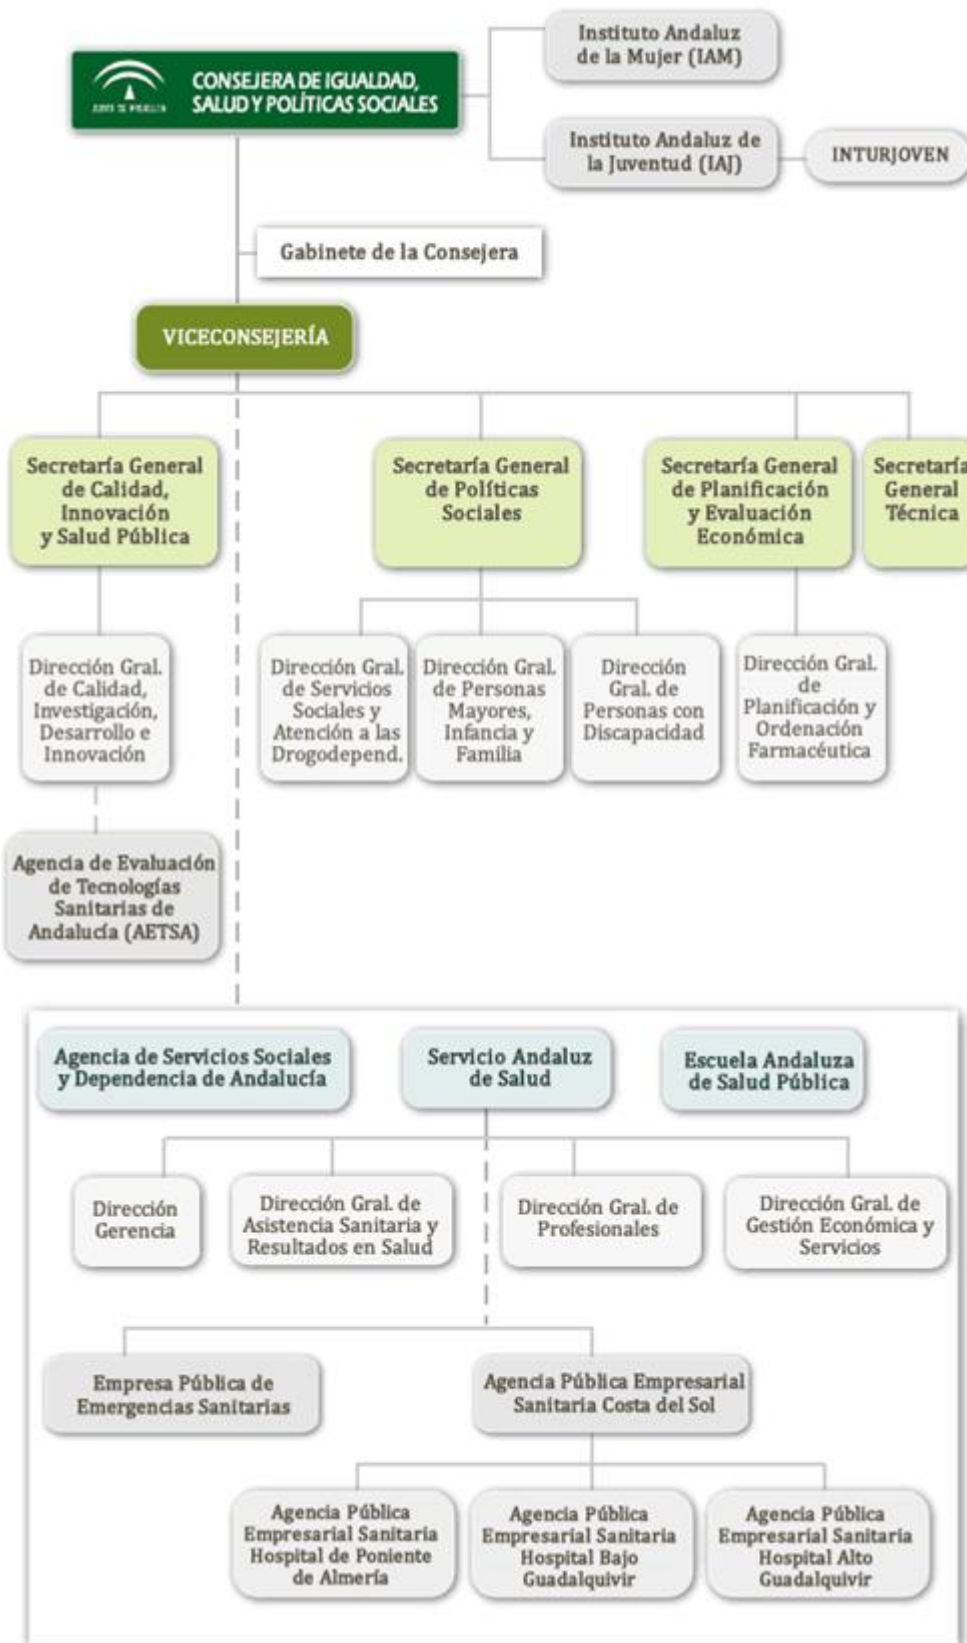 Instituto Andaluz
de la Mujer (IAM)
JUNTA DE ANDALUCIA
CONSEJERA DE IGUALDAD,
SALUD Y POLÍTICAS SOCIALES
Instituto Andaluz de
la Juventud (IAJ)
INTURJOVEN
Gabinete de la Consejera
VICECONSEJERÍA
Secretaría General
de Calidad,
Innovación
y Salud Pública
Secretaría General
de Políticas
Sociales
Secretaría General
de Planificación
y Evaluación
Económica
Secretaría
General
Técnica
Dirección Gral.
de Calidad,
Investigación,
Desarrollo e
Innovación
Dirección Gral.
de Servicios
Sociales y
Atención a las
Drogodepend.
Dirección Gral.
de Personas
Mayores,
Infancia y
Familia
Dirección
Gral. de
Personas con
Discapacidad
Dirección Gral.
de
Planificación y
Ordenación
Farmacéutica
Agencia de Evaluación
de Tecnologías
Sanitarias de
Andalucía (AETSA)
Agencia de Servicios Sociales
y Dependencia de Andalucía
Servicio Andaluz
de Salud
Escuela Andaluza
de Salud Pública
Dirección
Gerencia
Dirección Gral. de
Asistencia Sanitaria y
Resultados en Salud
Dirección Gral. de
Profesionales
Dirección Gral. de
Gestión Económica y
Servicios
Empresa Pública de
Emergencias Sanitarias
Agencia Pública Empresarial
Sanitaria Costa del Sol
Agencia Pública
Empresarial Sanitaria
Hospital de Poniente
de Almería
Agencia Pública
Empresarial Sanitaria
Hospital Bajo
Guadalquivir
Agencia Pública
Empresarial Sanitaria
Hospital Alto
Guadalquivir